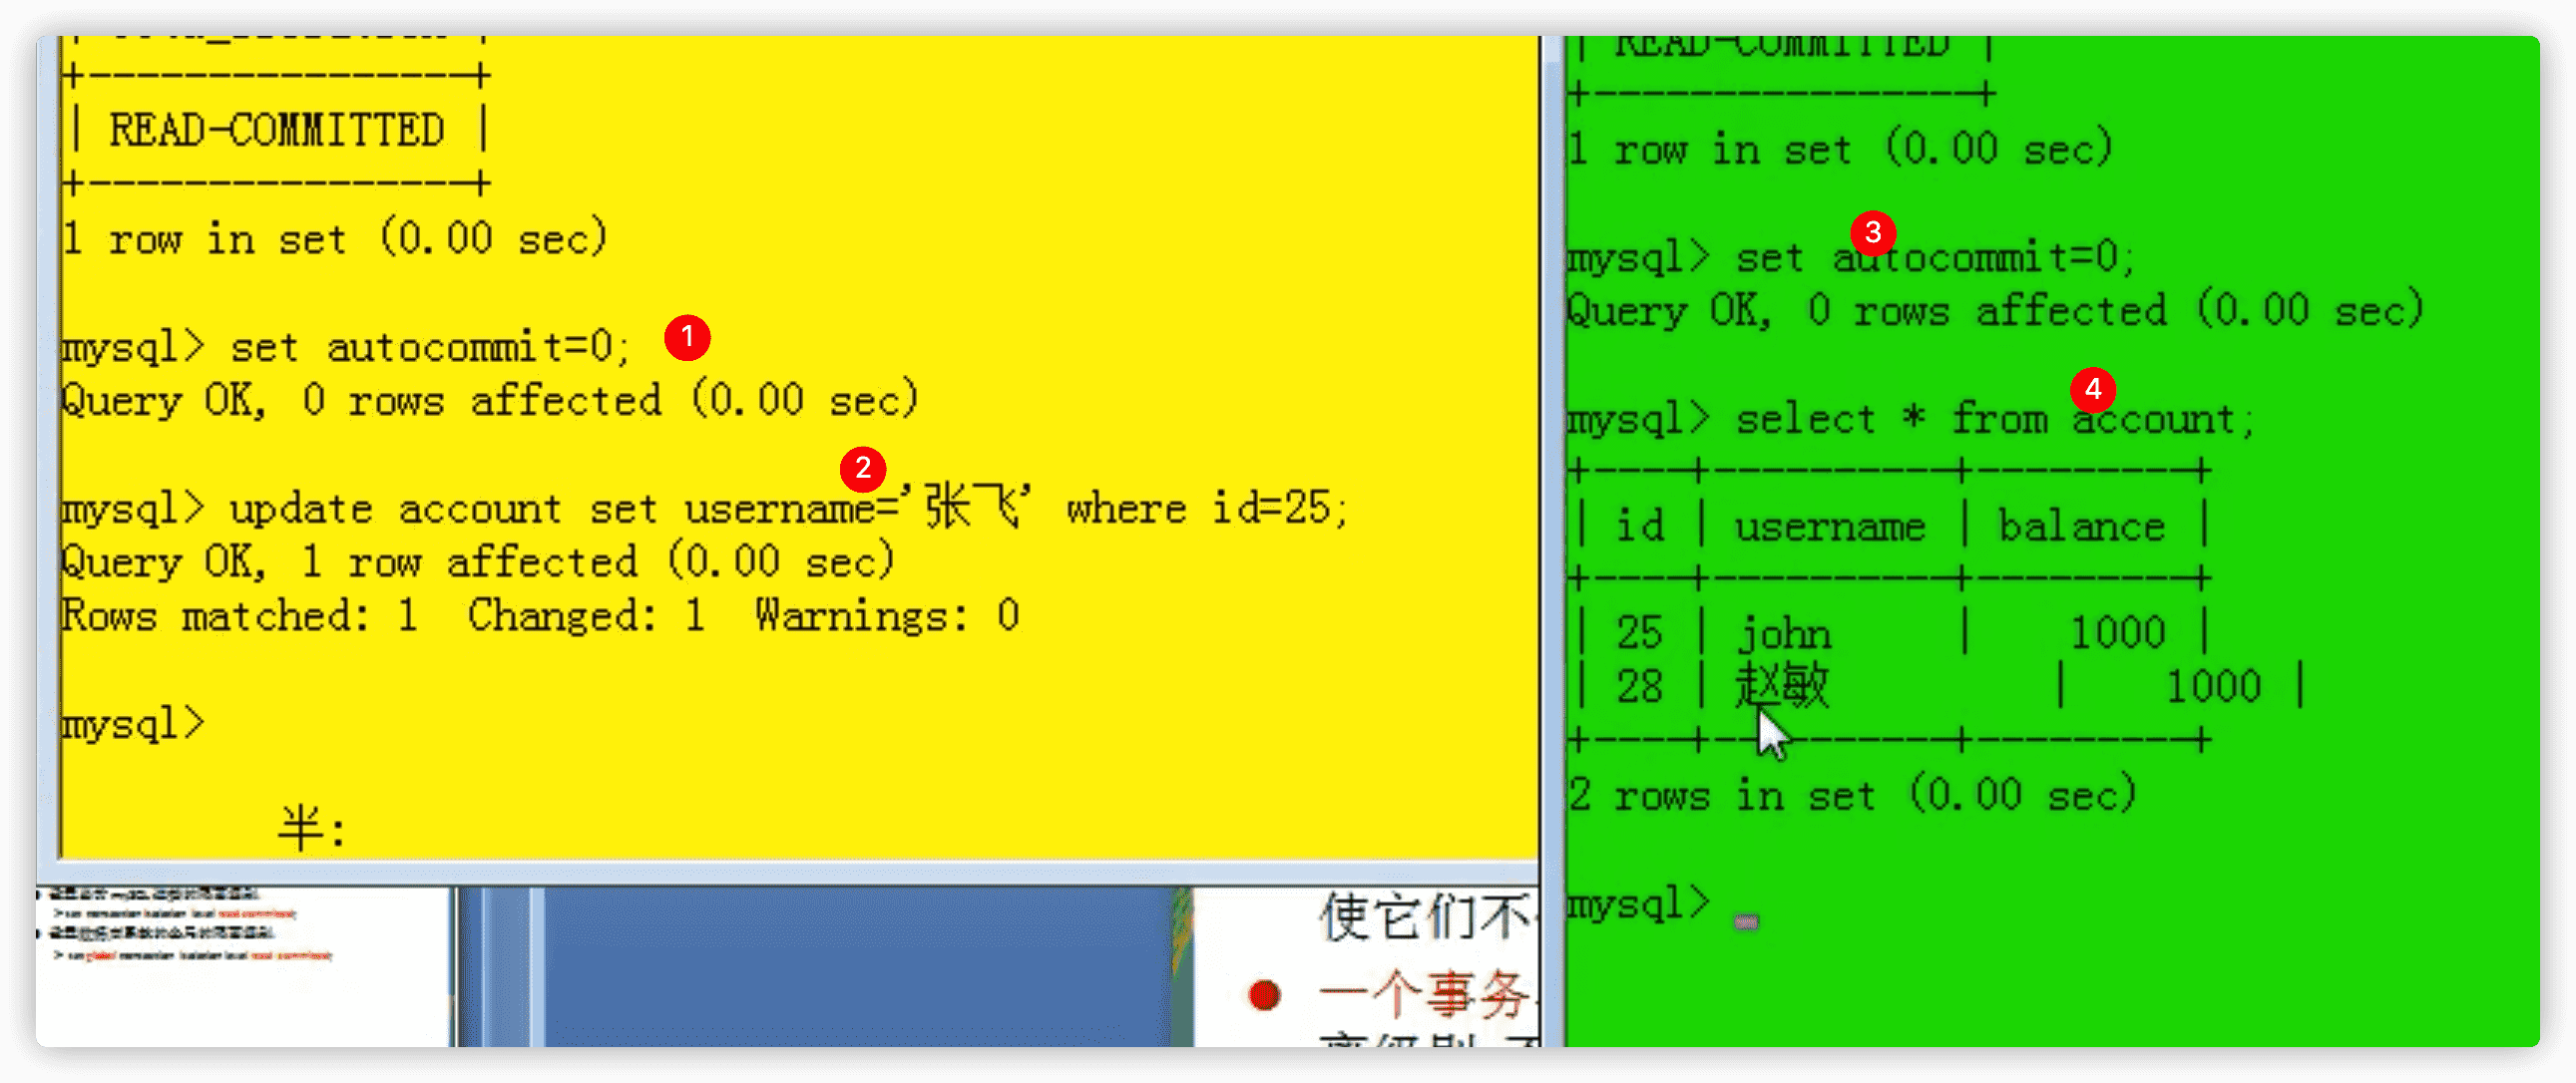 +----------------+
| READ-COMMITTED |
+----------------+
1 row in set (0.00 sec)
mysql> set autocommit=0; 1
Query OK, 0 rows affected (0.00 sec)
2
mysql> update account set username='张飞' where id=25;
Query OK, 1 row affected (0.00 sec)
Rows matched: 1  Changed: 1  Warnings: 0
mysql>
半:
使它们不
一个事务
| READ-COMMITTED |
+----------------+
1 row in set (0.00 sec)
3
mysql> set autocommit=0;
Query OK, 0 rows affected (0.00 sec)
4
mysql> select * from account;
+----+----------+---------+
| id | username | balance |
+----+----------+---------+
| 25 | john     |    1000 |
| 28 | 赵敏         |    1000 |
+----+----------+---------+
2 rows in set (0.00 sec)
mysql>